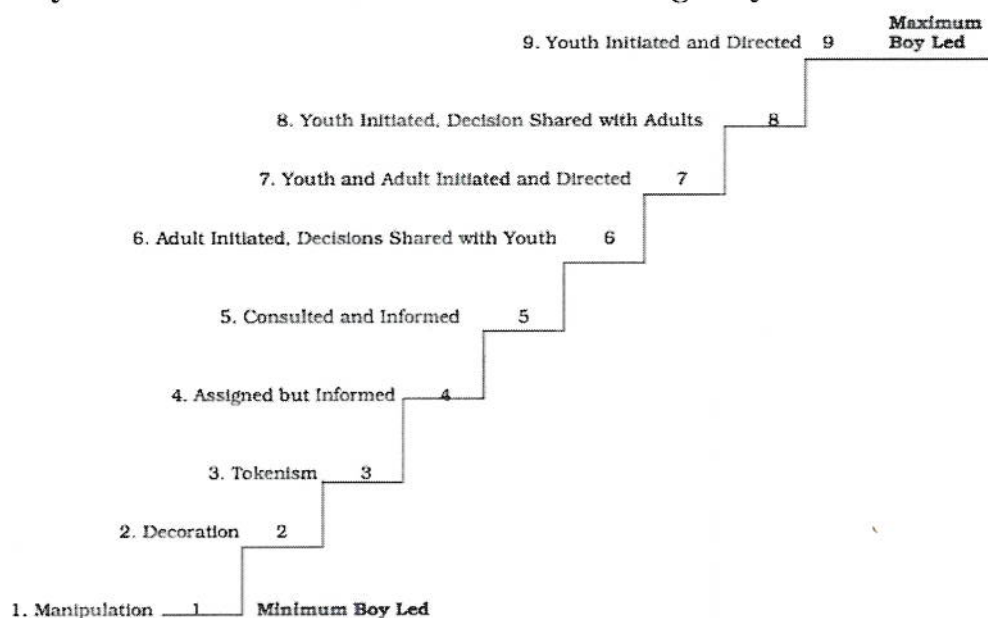 Maximum
9. Youth Initiated and Directed 9 Boy Led
8. Youth Initiated, Decision Shared with Adults 8
7. Youth and Adult Initiated and Directed 7
6. Adult Initiated, Decisions Shared with Youth 6
5. Consulted and Informed 5
4. Assigned but Informed 4
3. Tokenism 3
2. Decoration 2
1. Manipulation 1 Minimum Boy Led